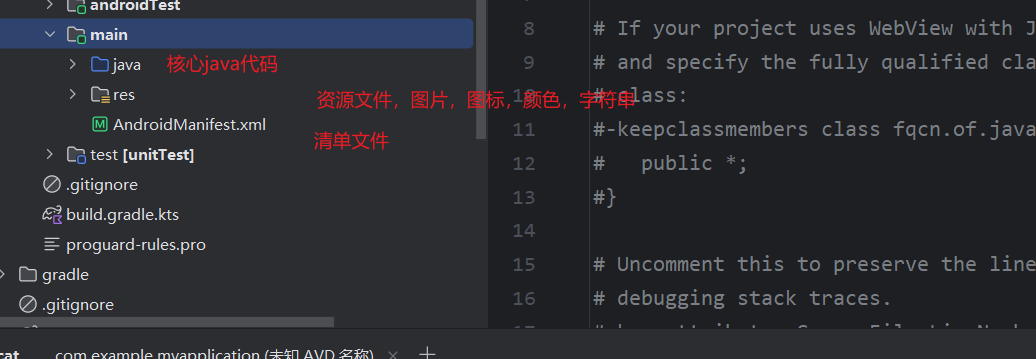 androidTest
main
java 核心java代码
res 资源文件，图片，图标，颜色，字符串
AndroidManifest.xml 清单文件
test [unitTest]
.gitignore
build.gradle.kts
proguard-rules.pro
gradle
.gitignore
8 # If your project uses WebView with J
9 # and specify the fully qualified cla
10 # class:
11 #-keepclassmembers class fqcn.of.java
12 #   public *;
13 #}
14
15 # Uncomment this to preserve the line
16 # debugging stack traces.
cat com.example.myapplication (未知 AVD 名称)